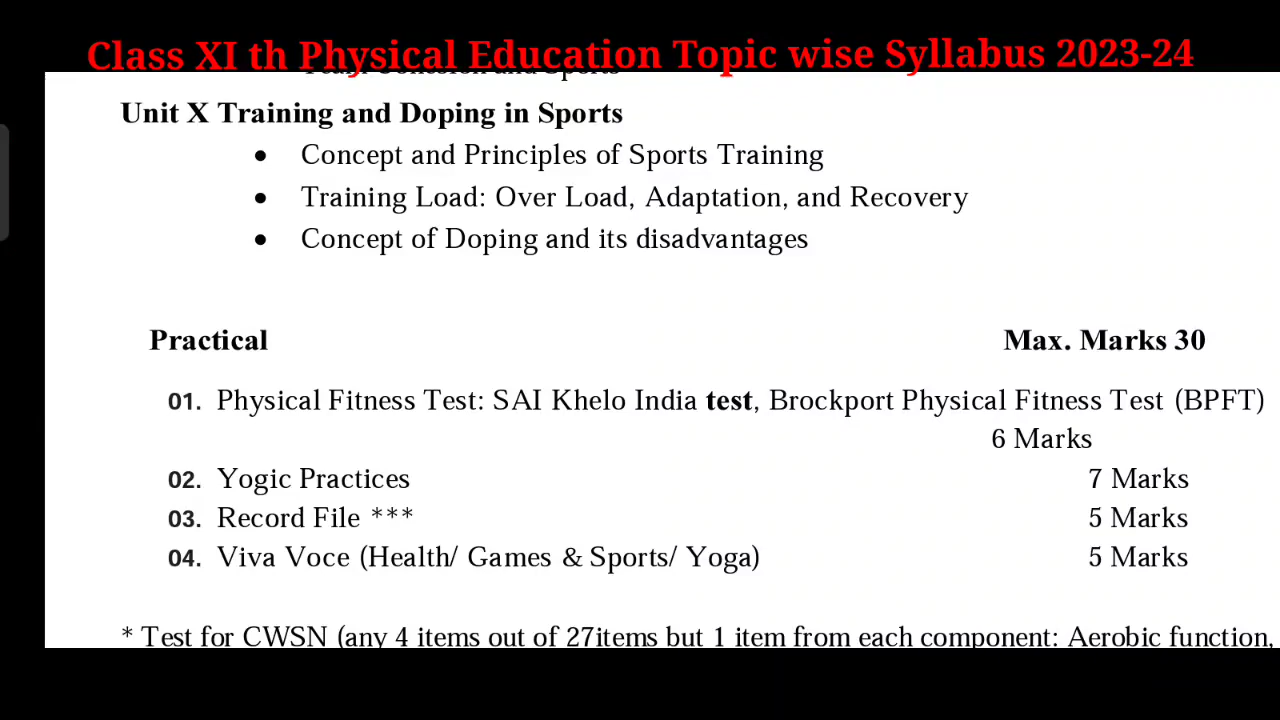 Class XI th Physical Education Topic wise Syllabus 2023-24
Team Cohesion and Sports
Unit X Training and Doping in Sports
• Concept and Principles of Sports Training
• Training Load: Over Load, Adaptation, and Recovery
• Concept of Doping and its disadvantages
Practical Max. Marks 30
01. Physical Fitness Test: SAI Khelo India test, Brockport Physical Fitness Test (BPFT)
6 Marks
02. Yogic Practices 7 Marks
03. Record File *** 5 Marks
04. Viva Voce (Health/ Games & Sports/ Yoga) 5 Marks
* Test for CWSN (any 4 items out of 27items but 1 item from each component: Aerobic function,